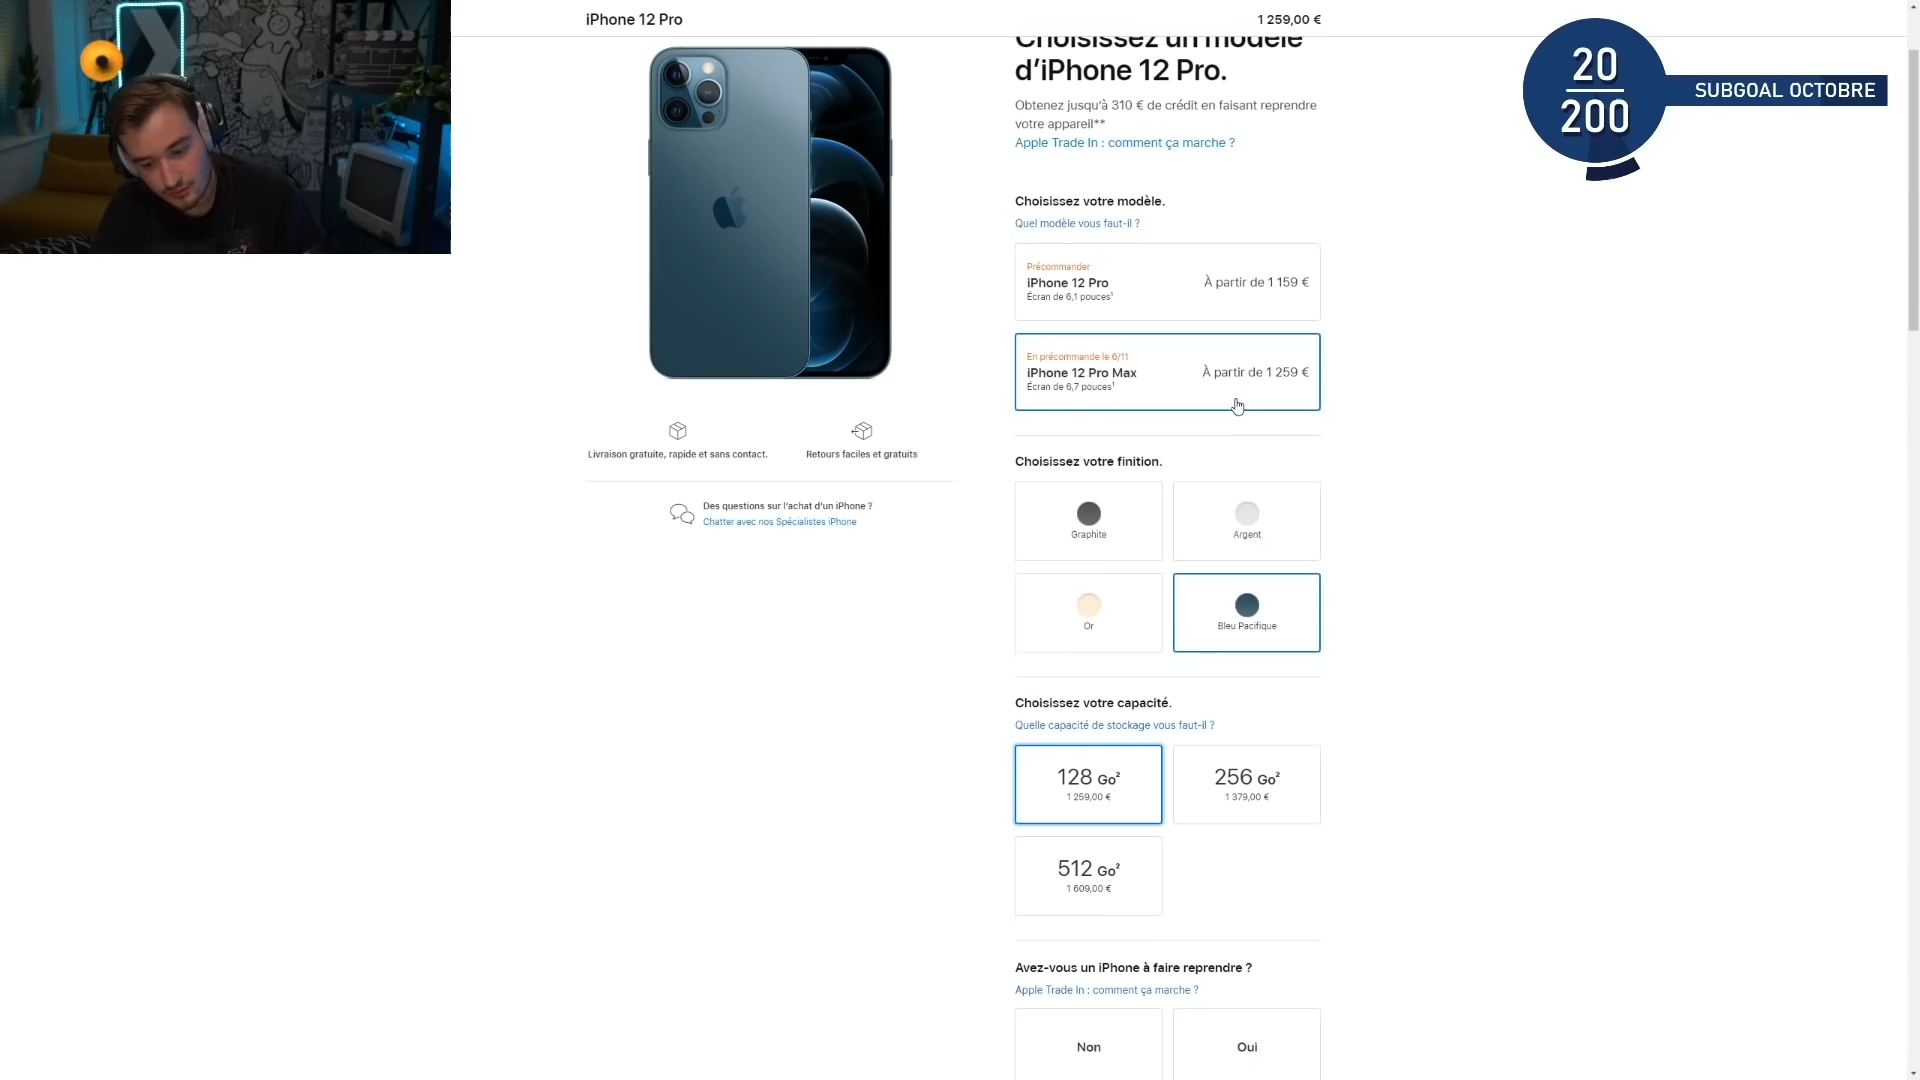 iPhone 12 Pro
1 259,00 €
Choisissez un modèle
d’iPhone 12 Pro.
Obtenez jusqu’à 310 € de crédit en faisant reprendre
votre appareil**
Apple Trade In : comment ça marche ?
20
200
SUBGOAL OCTOBRE
Choisissez votre modèle.
Quel modèle vous faut-il ?
Précommander
iPhone 12 Pro
Écran de 6,1 pouces¹
À partir de 1 159 €
En précommande le 6/11
iPhone 12 Pro Max
Écran de 6,7 pouces¹
À partir de 1 259 €
Livraison gratuite, rapide et sans contact.
Retours faciles et gratuits
Des questions sur l’achat d’un iPhone ?
Chatter avec nos Spécialistes iPhone
Choisissez votre finition.
Graphite
Argent
Or
Bleu Pacifique
Choisissez votre capacité.
Quelle capacité de stockage vous faut-il ?
128 Go²
1 259,00 €
256 Go²
1 379,00 €
512 Go²
1 609,00 €
Avez-vous un iPhone à faire reprendre ?
Apple Trade In : comment ça marche ?
Non
Oui